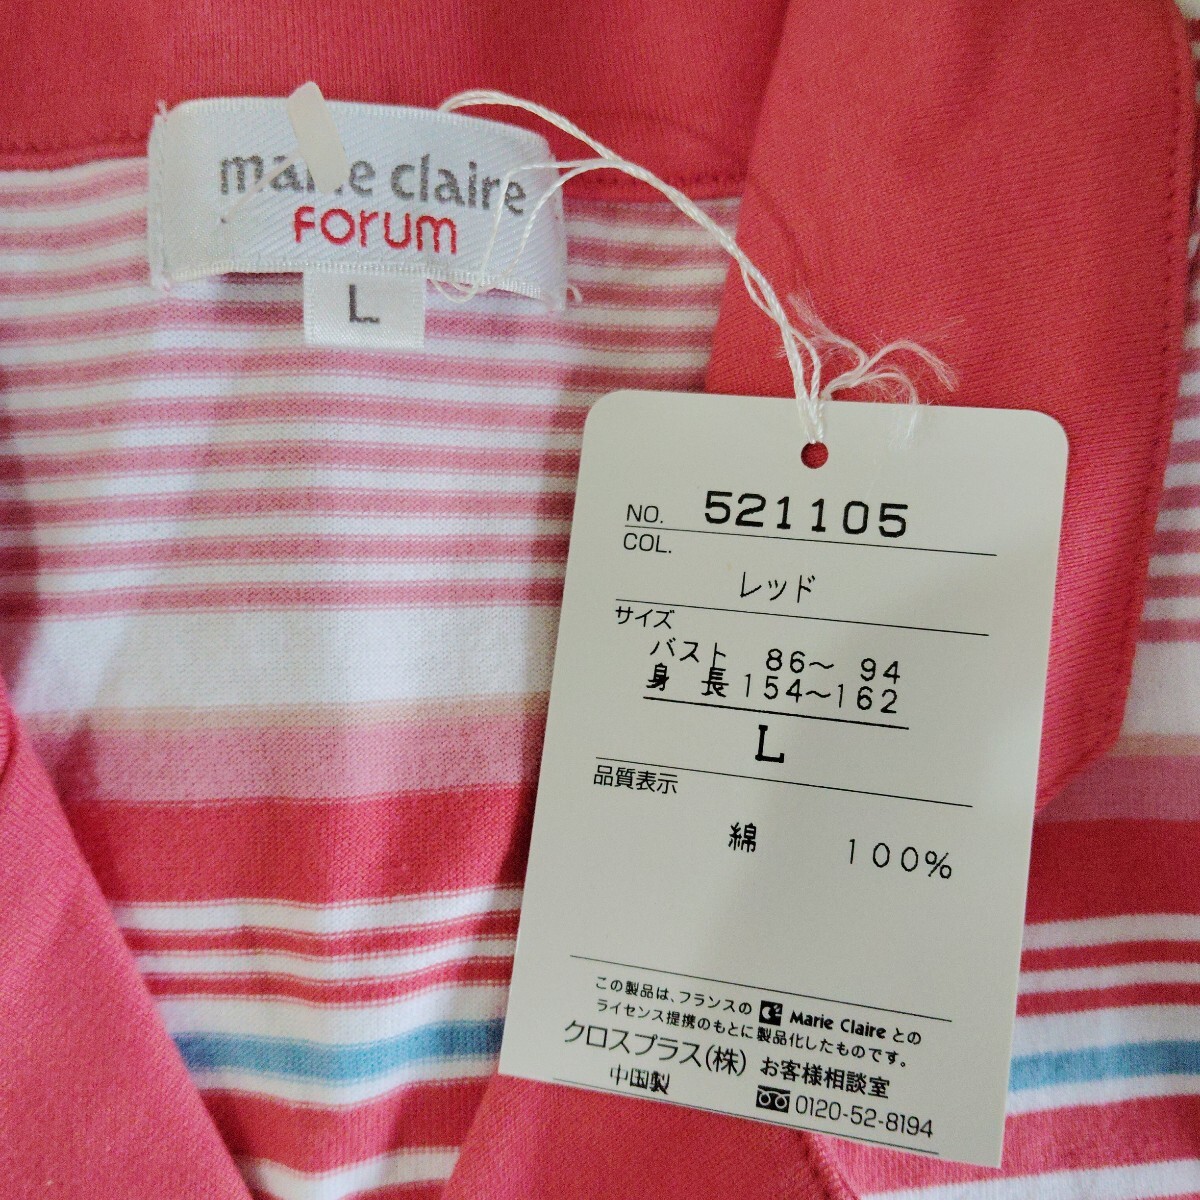 marie claire
FORUM
L
NO. 521105
COL.
レッド
サイズ
バスト 86～94
身長154～162
L
品質表示
綿 100%
この製品は、フランスの Marie Claire との
ライセンス提携のもとに製品化したものです。
クロスプラス(株) お客様相談室
中国製 0120-52-8194